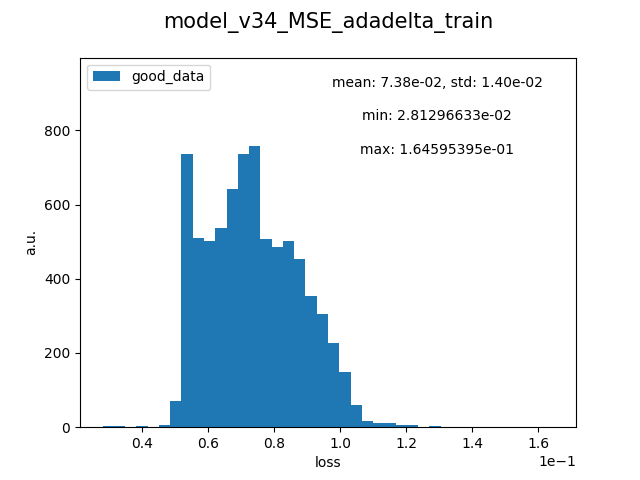 model_v34_MSE_adadelta_train
good_data
mean: 7.38e-02, std: 1.40e-02
min: 2.81296633e-02
max: 1.64595395e-01
800
600
400
200
0
a.u.
0.4 0.6 0.8 1.0 1.2 1.4 1.6
loss
1e−1